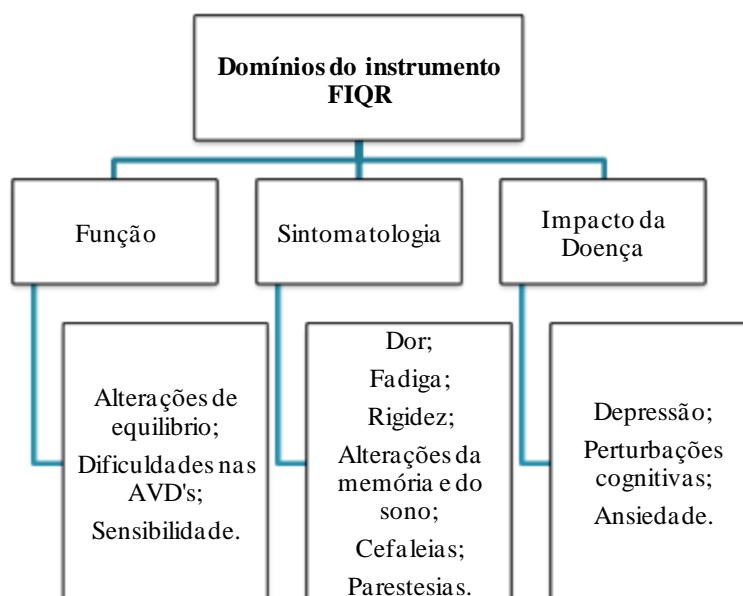 Domínios do instrumento
FIQR
Função
Sintomatologia
Impacto da
Doença
Alterações de
equilibrio;
Dificuldades nas
AVD's;
Sensibilidade.
Dor;
Fadiga;
Rigidez;
Alterações da
memória e do
sono;
Cefaleias;
Parestesias.
Depressão;
Perturbações
cognitivas;
Ansiedade.